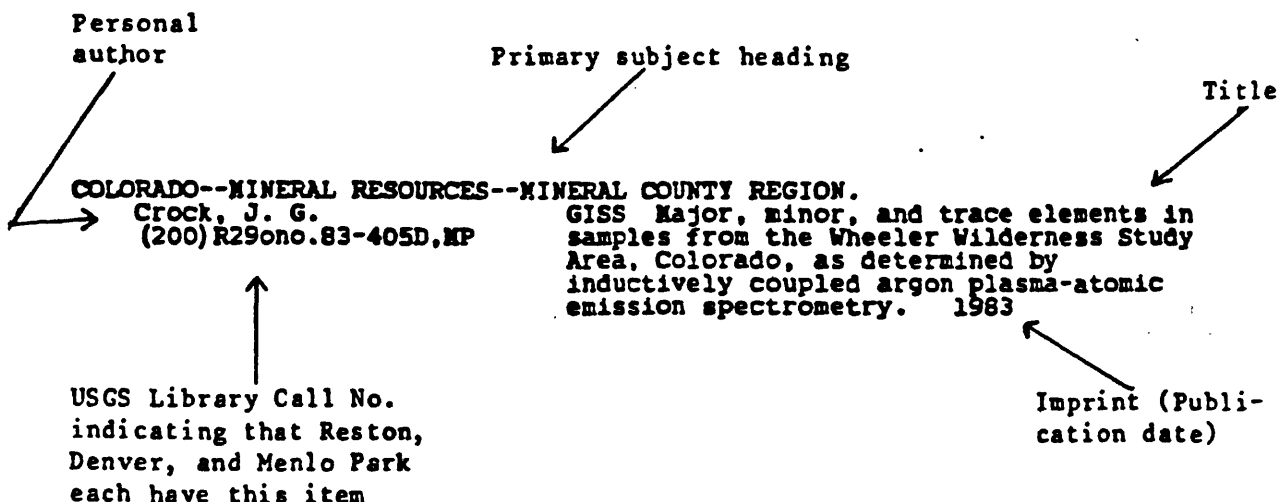 Personal
author
Primary subject heading
Title
COLORADO--MINERAL RESOURCES--MINERAL COUNTY REGION.
Crock, J. G.
(200)R29ono.83-405D,MP
GISS Major, minor, and trace elements in
samples from the Wheeler Wilderness Study
Area, Colorado, as determined by
inductively coupled argon plasma-atomic
emission spectrometry. 1983
USGS Library Call No.
indicating that Reston,
Denver, and Menlo Park
each have this item
Imprint (Publi-
cation date)